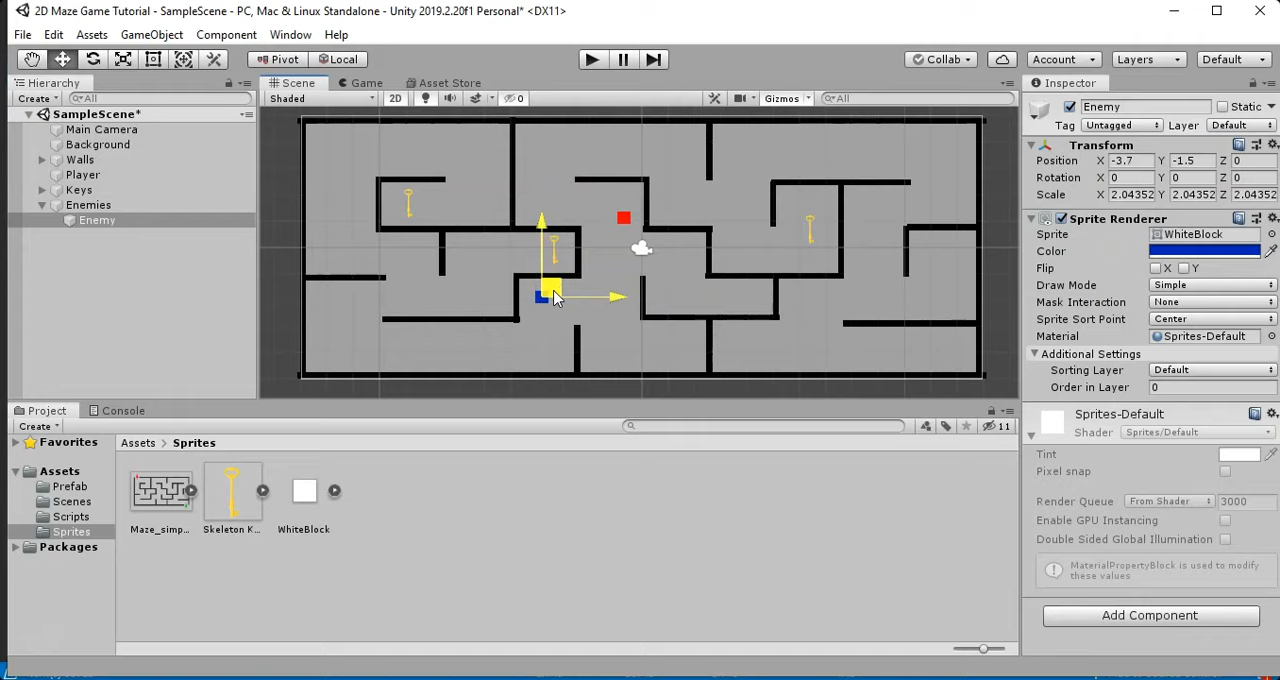 2D Maze Game Tutorial - SampleScene - PC, Mac & Linux Standalone - Unity 2019.2.20f1 Personal* <DX11>
File Edit Assets GameObject Component Window Help
Pivot Local Collab Account Layers Default
Hierarchy
Create All
SampleScene*
Main Camera
Background
Walls
Player
Keys
Enemies
Enemy
Scene Game Asset Store
Shaded 2D 0 Gizmos All
Inspector
Enemy Static
Tag Untagged Layer Default
Transform
Position X -3.7 Y -1.5 Z 0
Rotation X 0 Y 0 Z 0
Scale X 2.04352 Y 2.04352 Z 2.04352
Sprite Renderer
Sprite WhiteBlock
Color
Flip X Y
Draw Mode Simple
Mask Interaction None
Sprite Sort Point Center
Material Sprites-Default
Additional Settings
Sorting Layer Default
Order in Layer 0
Sprites-Default
Shader Sprites/Default
Tint
Pixel snap
Render Queue From Shader 3000
Enable GPU Instancing
Double Sided Global Illumination
MaterialPropertyBlock is used to modify
these values
Add Component
Project Console
Create 11
Favorites
Assets
Prefab
Scenes
Scripts
Sprites
Packages
Assets Sprites
Maze_simp... Skeleton K... WhiteBlock